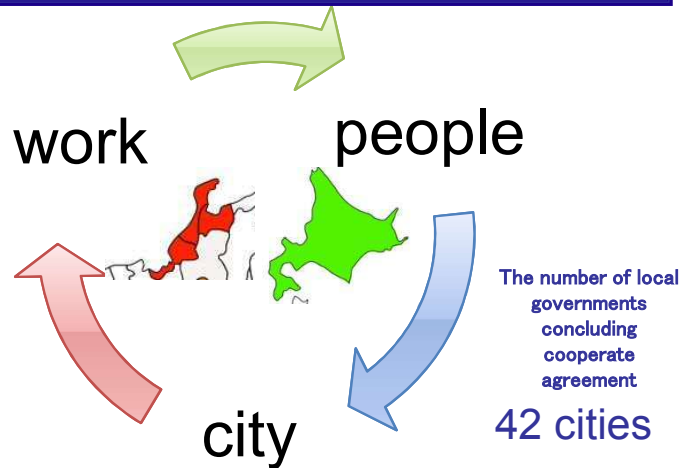 work
people
The number of local
governments
concluding
cooperate
agreement
42 cities
city